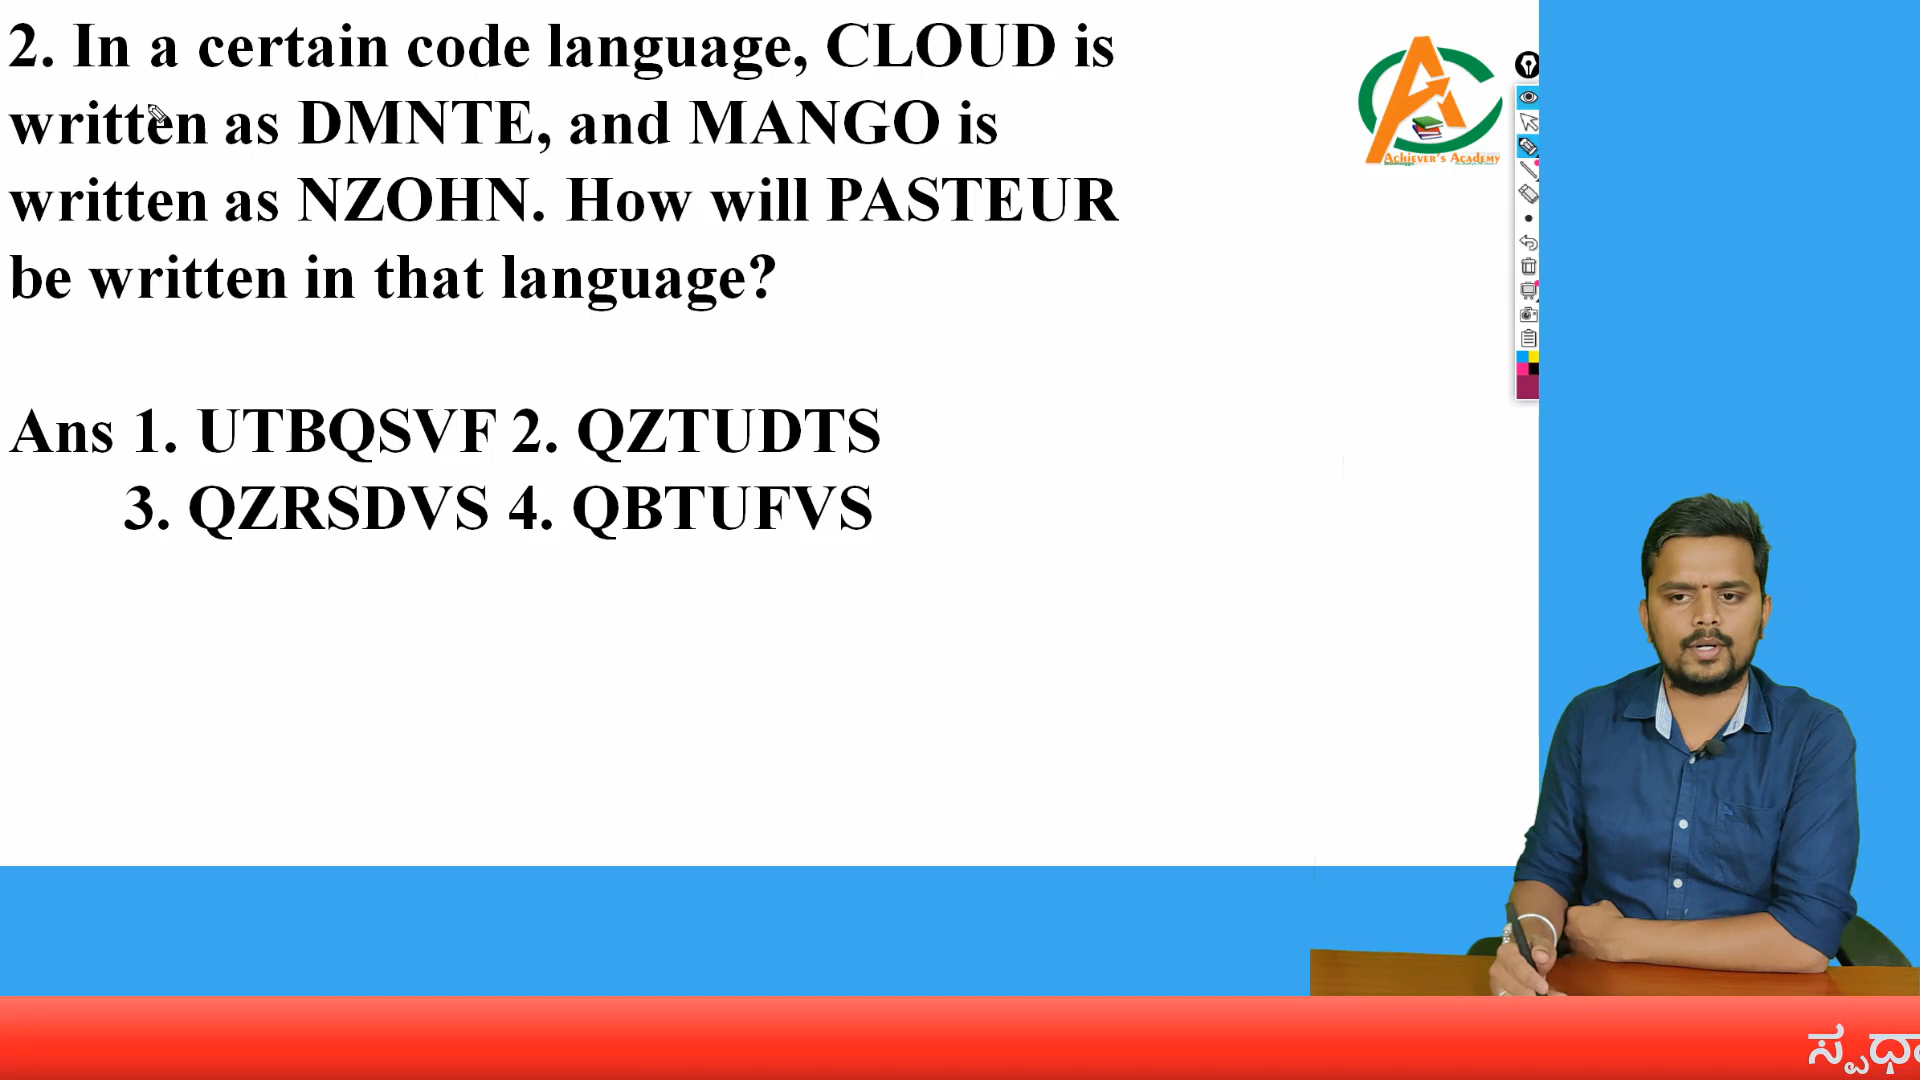 2. In a certain code language, CLOUD is
written as DMNTE, and MANGO is
written as NZOHN. How will PASTEUR
be written in that language?
Ans 1. UTBQSVF 2. QZTUDTS
3. QZRSDVS 4. QBTUFVS
ACHIEVER'S ACADEMY